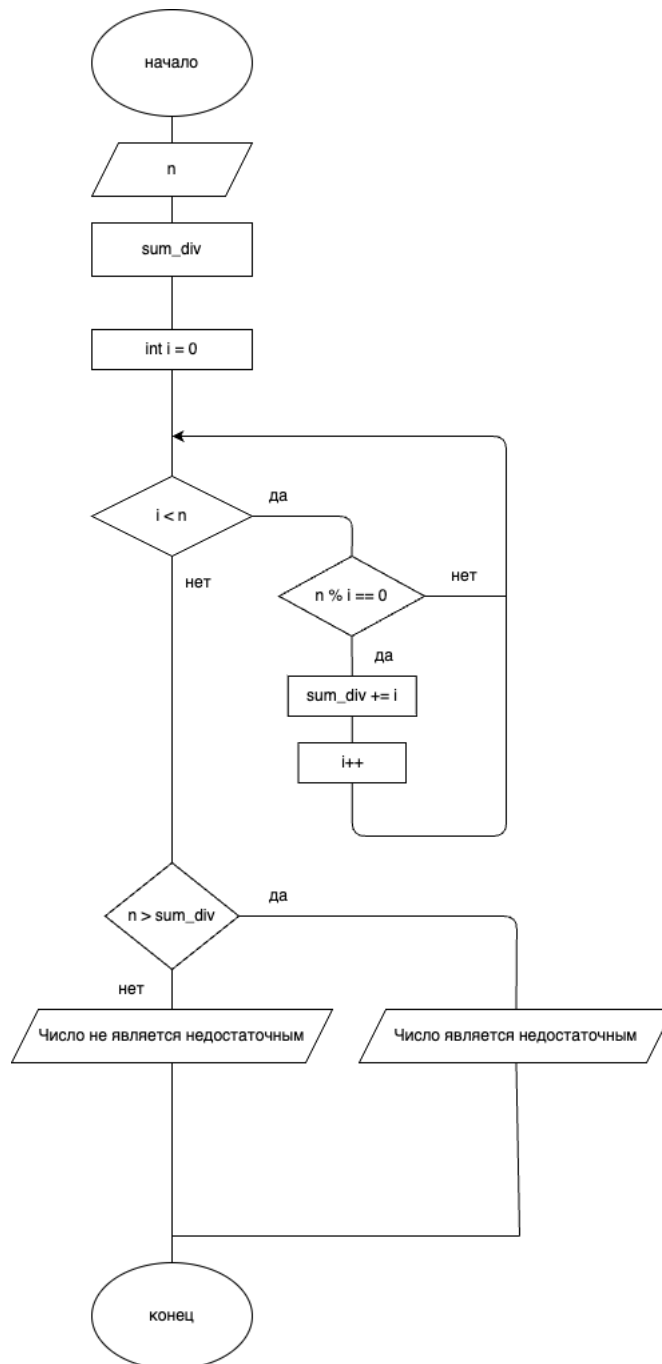 начало
n
sum_div
int i = 0
i < n
да
нет
n % i == 0
нет
да
sum_div += i
i++
n > sum_div
да
нет
Число не является недостаточным
Число является недостаточным
конец